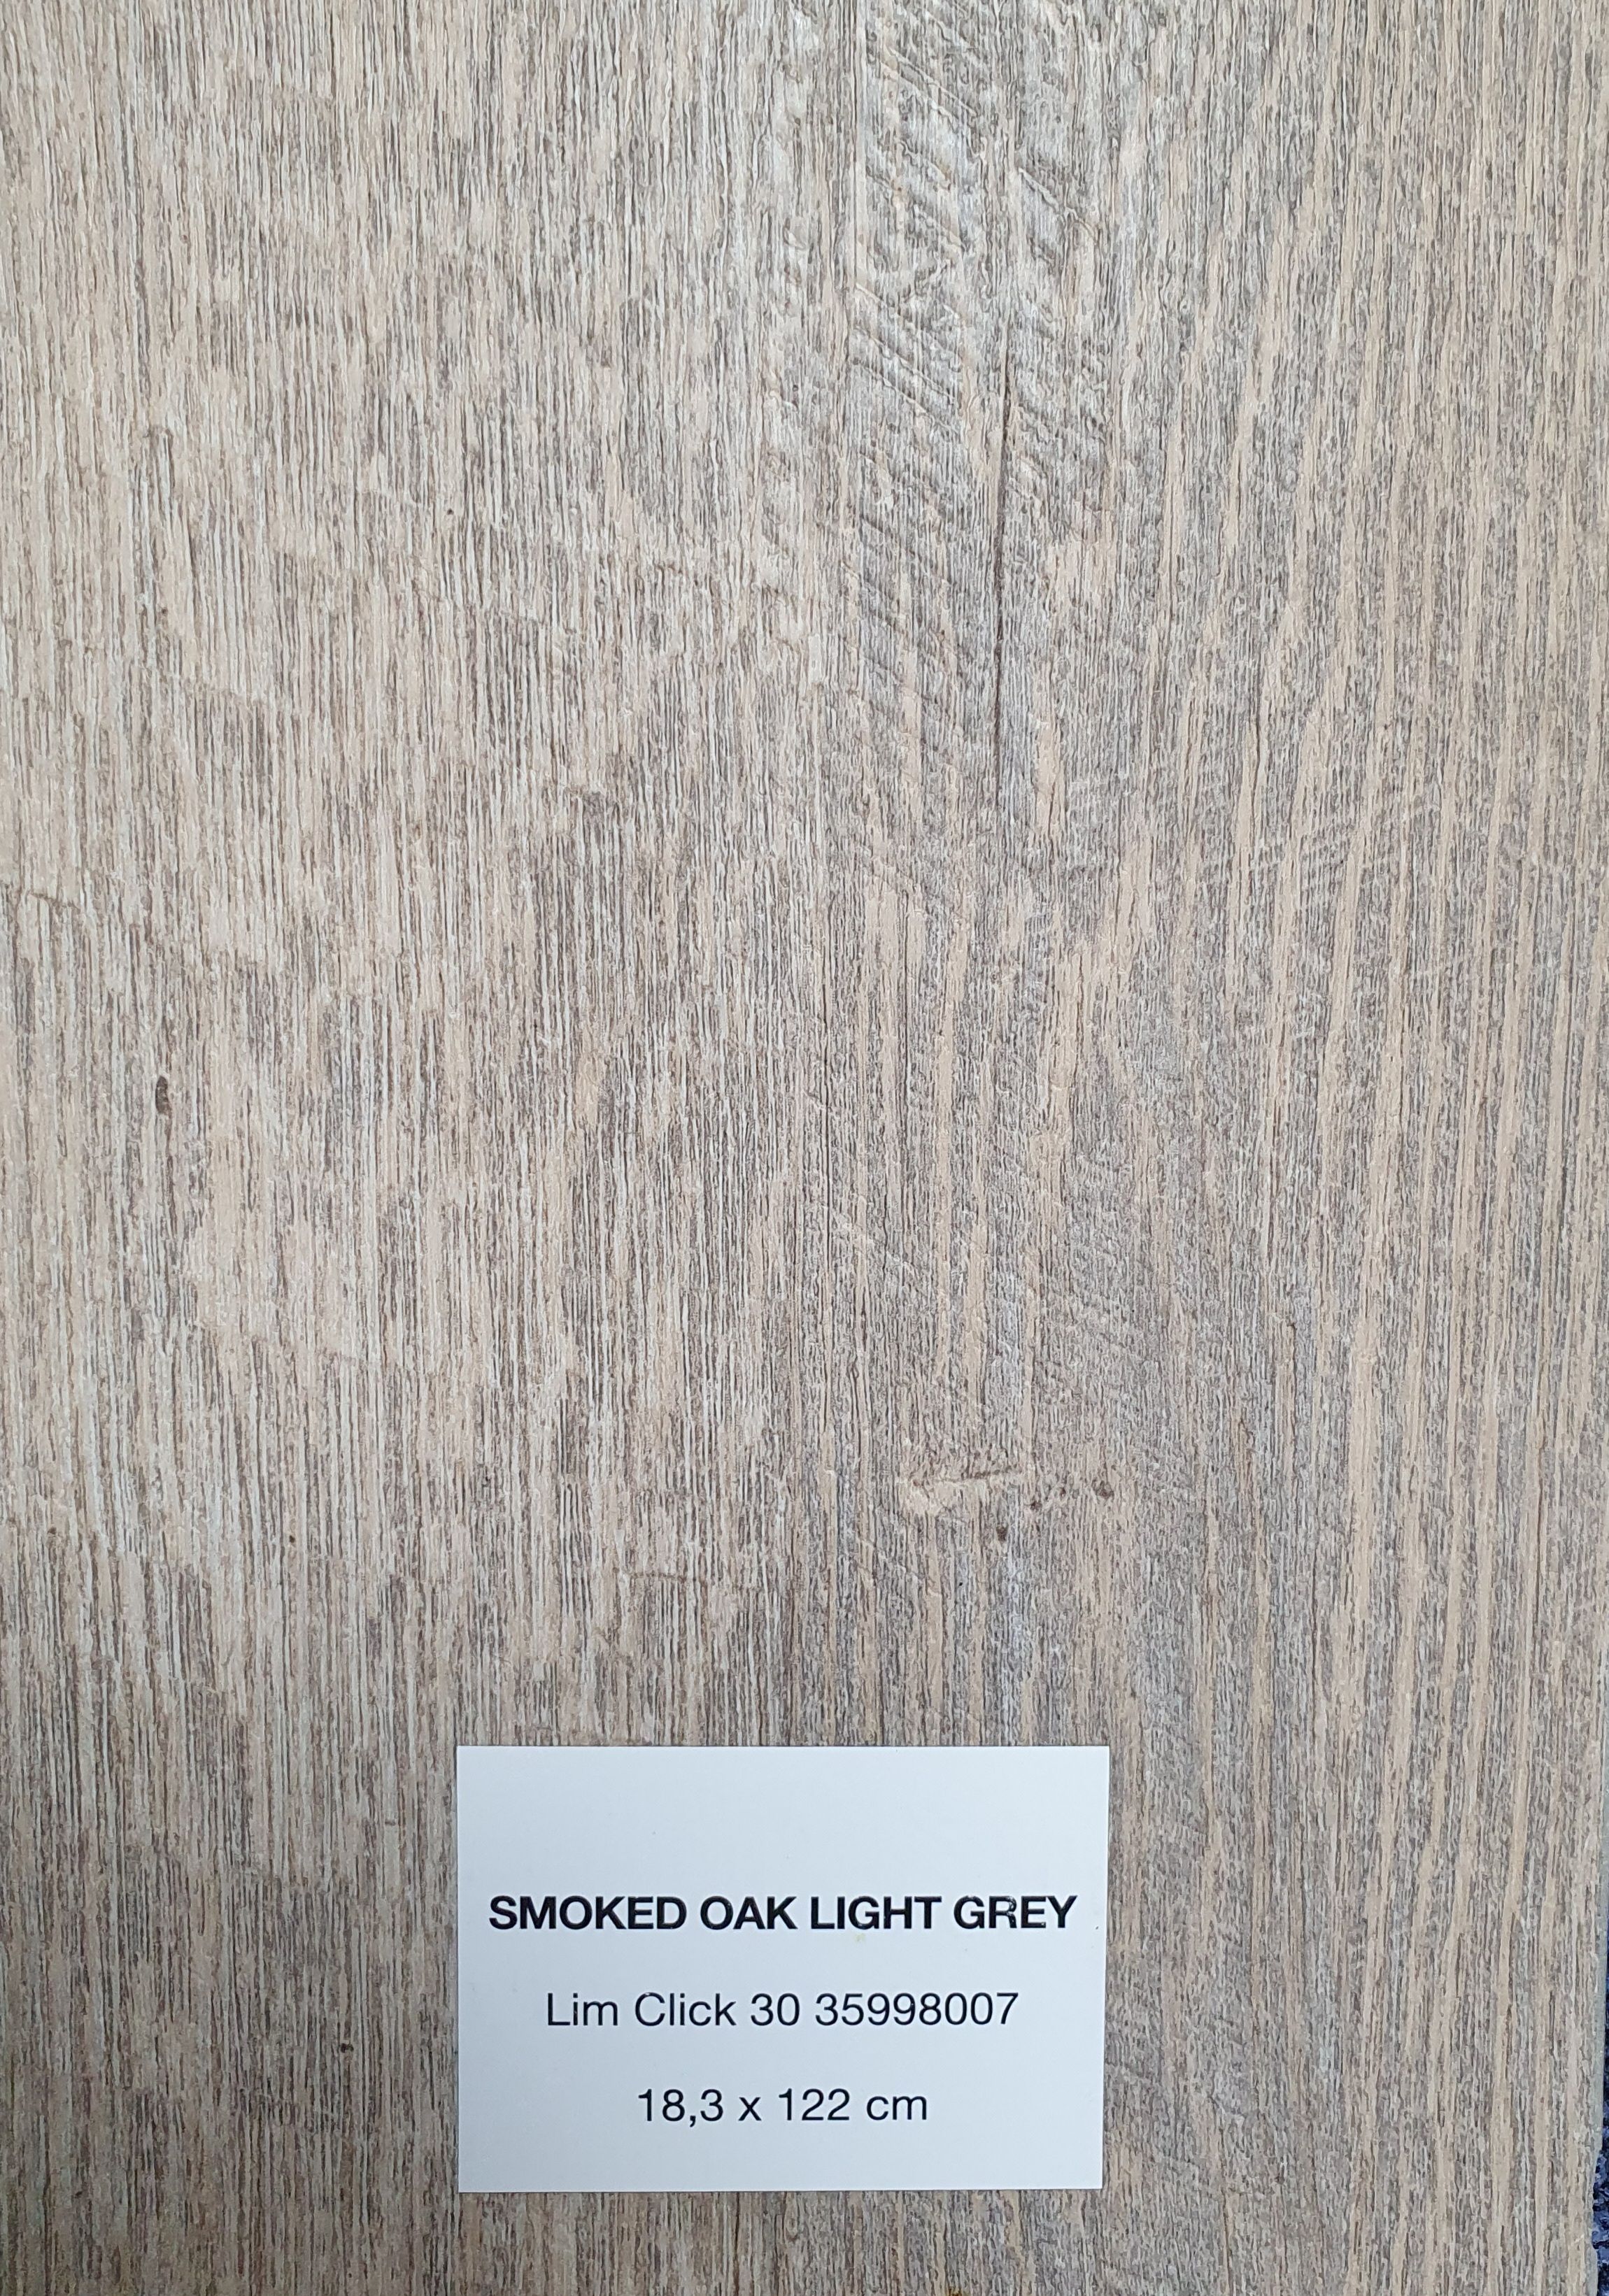 SMOKED OAK LIGHT GREY
Lim Click 30 35998007
18,3 x 122 cm